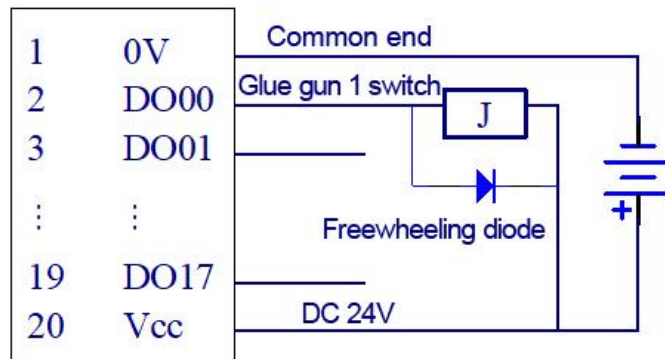 1 0V Common end
2 DO00 Glue gun 1 switch
J
3 DO01
⋮ ⋮
+
Freewheeling diode
19 DO17
20 Vcc DC 24V